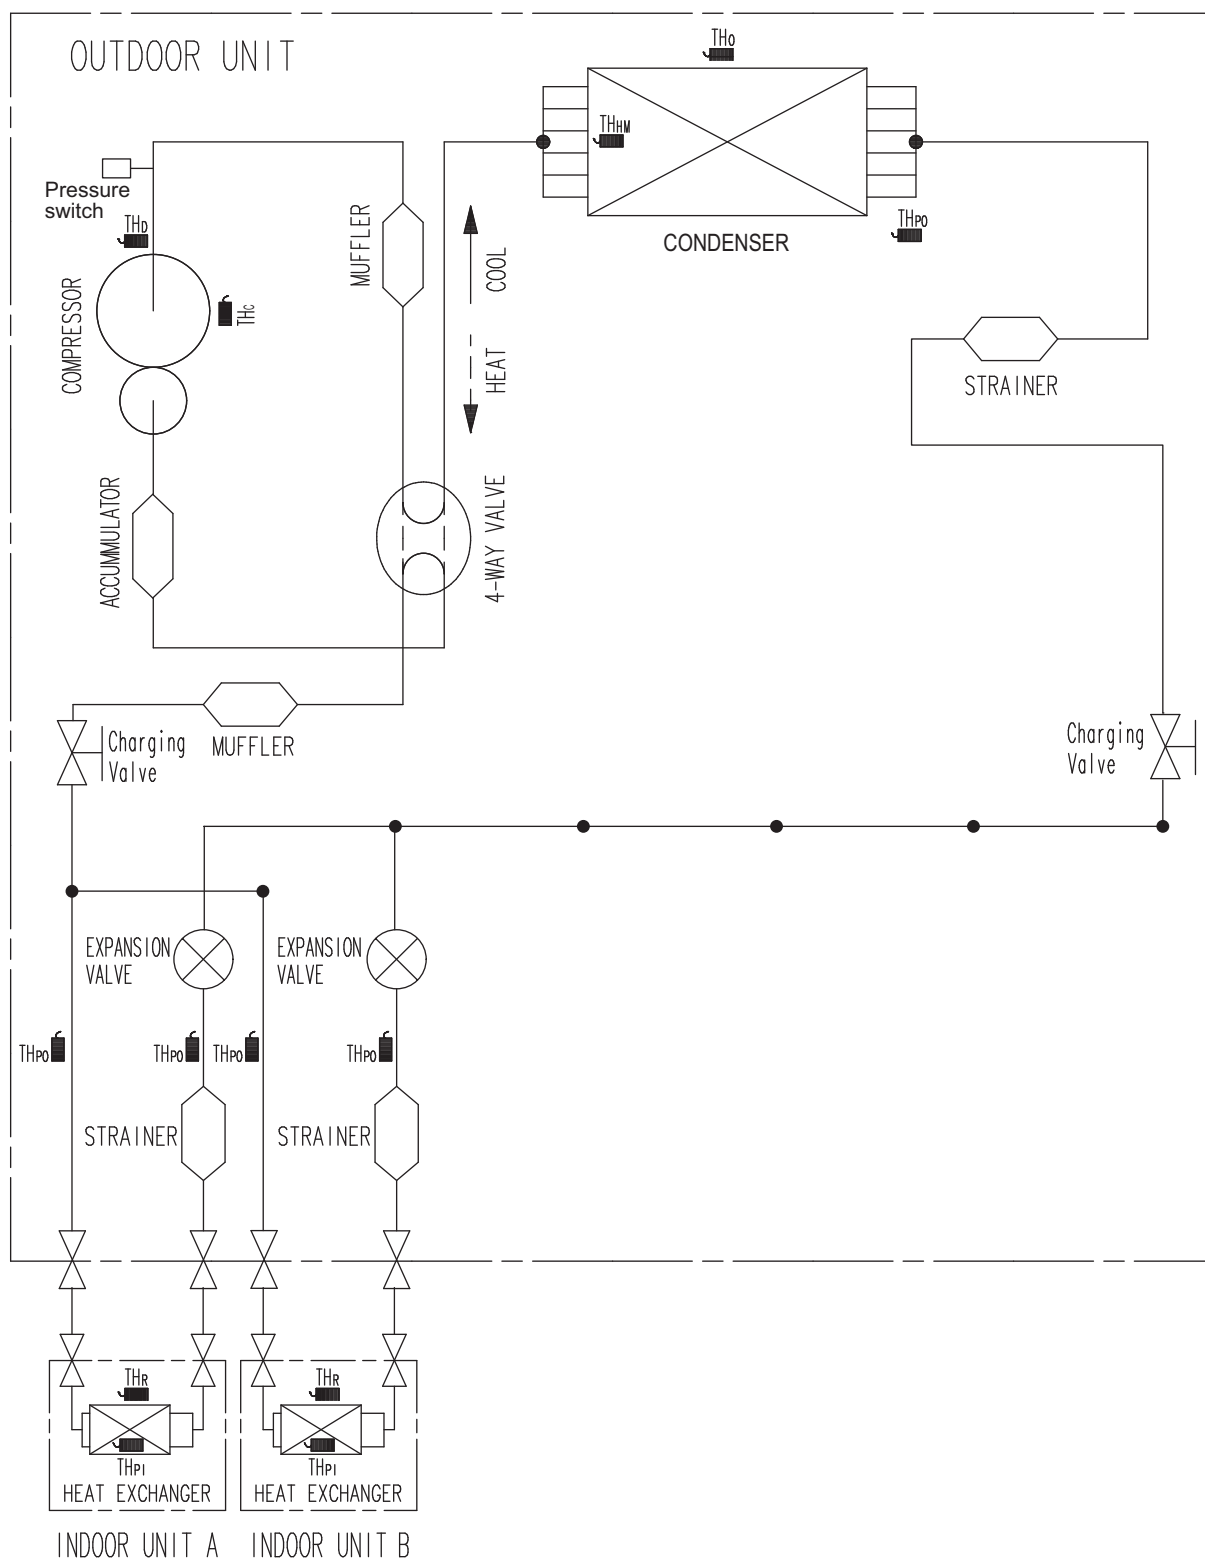 OUTDOOR UNIT
THO
THHM
Pressure
switch
THD
MUFFLER
COOL
CONDENSER
THPO
COMPRESSOR
THC
HEAT
STRAINER
ACCUMMULATOR
4-WAY VALVE
Charging
Valve
MUFFLER
Charging
Valve
EXPANSION
VALVE
EXPANSION
VALVE
THPO
THPO
THPO
THPO
STRAINER
STRAINER
THR
THR
THPI
THPI
HEAT EXCHANGER
HEAT EXCHANGER
INDOOR UNIT A
INDOOR UNIT B